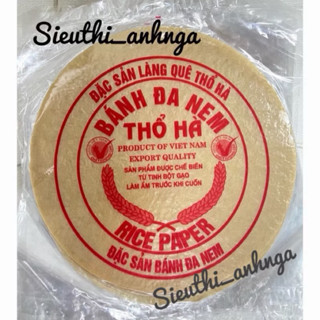 Sieuthi_anhnga
ĐẶC SẢN LÀNG QUÊ THỔ HÀ
BÁNH ĐA NEM
THỔ HÀ
PRODUCT OF VIET NAM
EXPORT QUALITY
SẢN PHẨM ĐƯỢC CHẾ BIẾN
TỪ TINH BỘT GẠO
LÀM ẨM TRƯỚC KHI CUỐN
RICE PAPER
ĐẶC SẢN BÁNH ĐA NEM
Sieuthi_anhnga